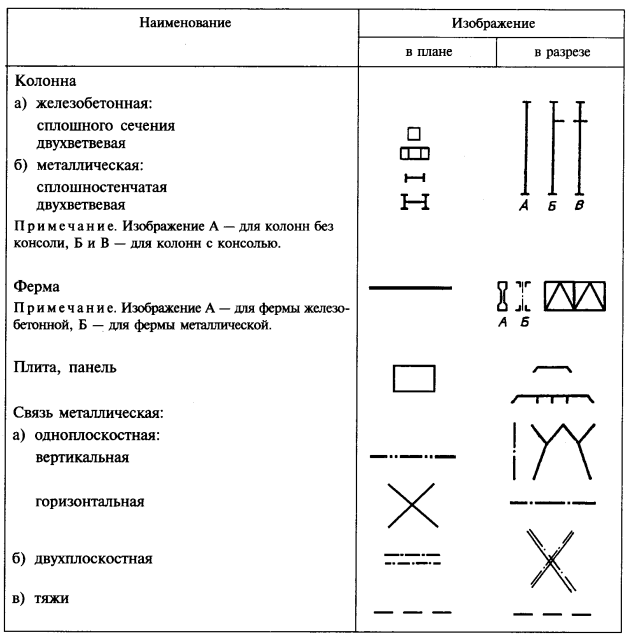 Наименование
Изображение
в плане
в разрезе
Колонна
а) железобетонная:
сплошного сечения
двухветвевая
б) металлическая:
сплошностенчатая
двухветвевая
Примечание. Изображение А — для колонн без
консоли, Б и В — для колонн с консолью.
А Б В
Ферма
Примечание. Изображение А — для фермы железо-
бетонной, Б — для фермы металлической.
А Б
Плита, панель
Связь металлическая:
а) одноплоскостная:
вертикальная
горизонтальная
б) двухплоскостная
в) тяжи